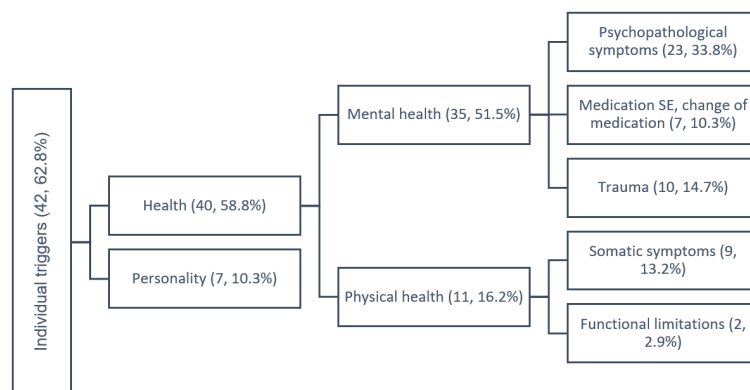 Individual triggers (42, 62.8%)
Health (40, 58.8%)
Personality (7, 10.3%)
Mental health (35, 51.5%)
Physical health (11, 16.2%)
Psychopathological
symptoms (23, 33.8%)
Medication SE, change of
medication (7, 10.3%)
Trauma (10, 14.7%)
Somatic symptoms (9,
13.2%)
Functional limitations (2,
2.9%)